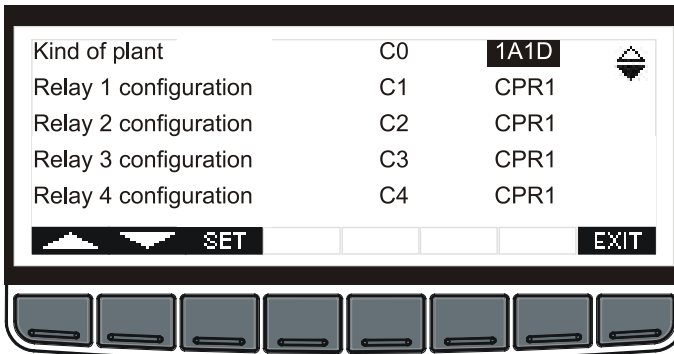 Kind of plant C0 1A1D
Relay 1 configuration C1 CPR1
Relay 2 configuration C2 CPR1
Relay 3 configuration C3 CPR1
Relay 4 configuration C4 CPR1
SET EXIT